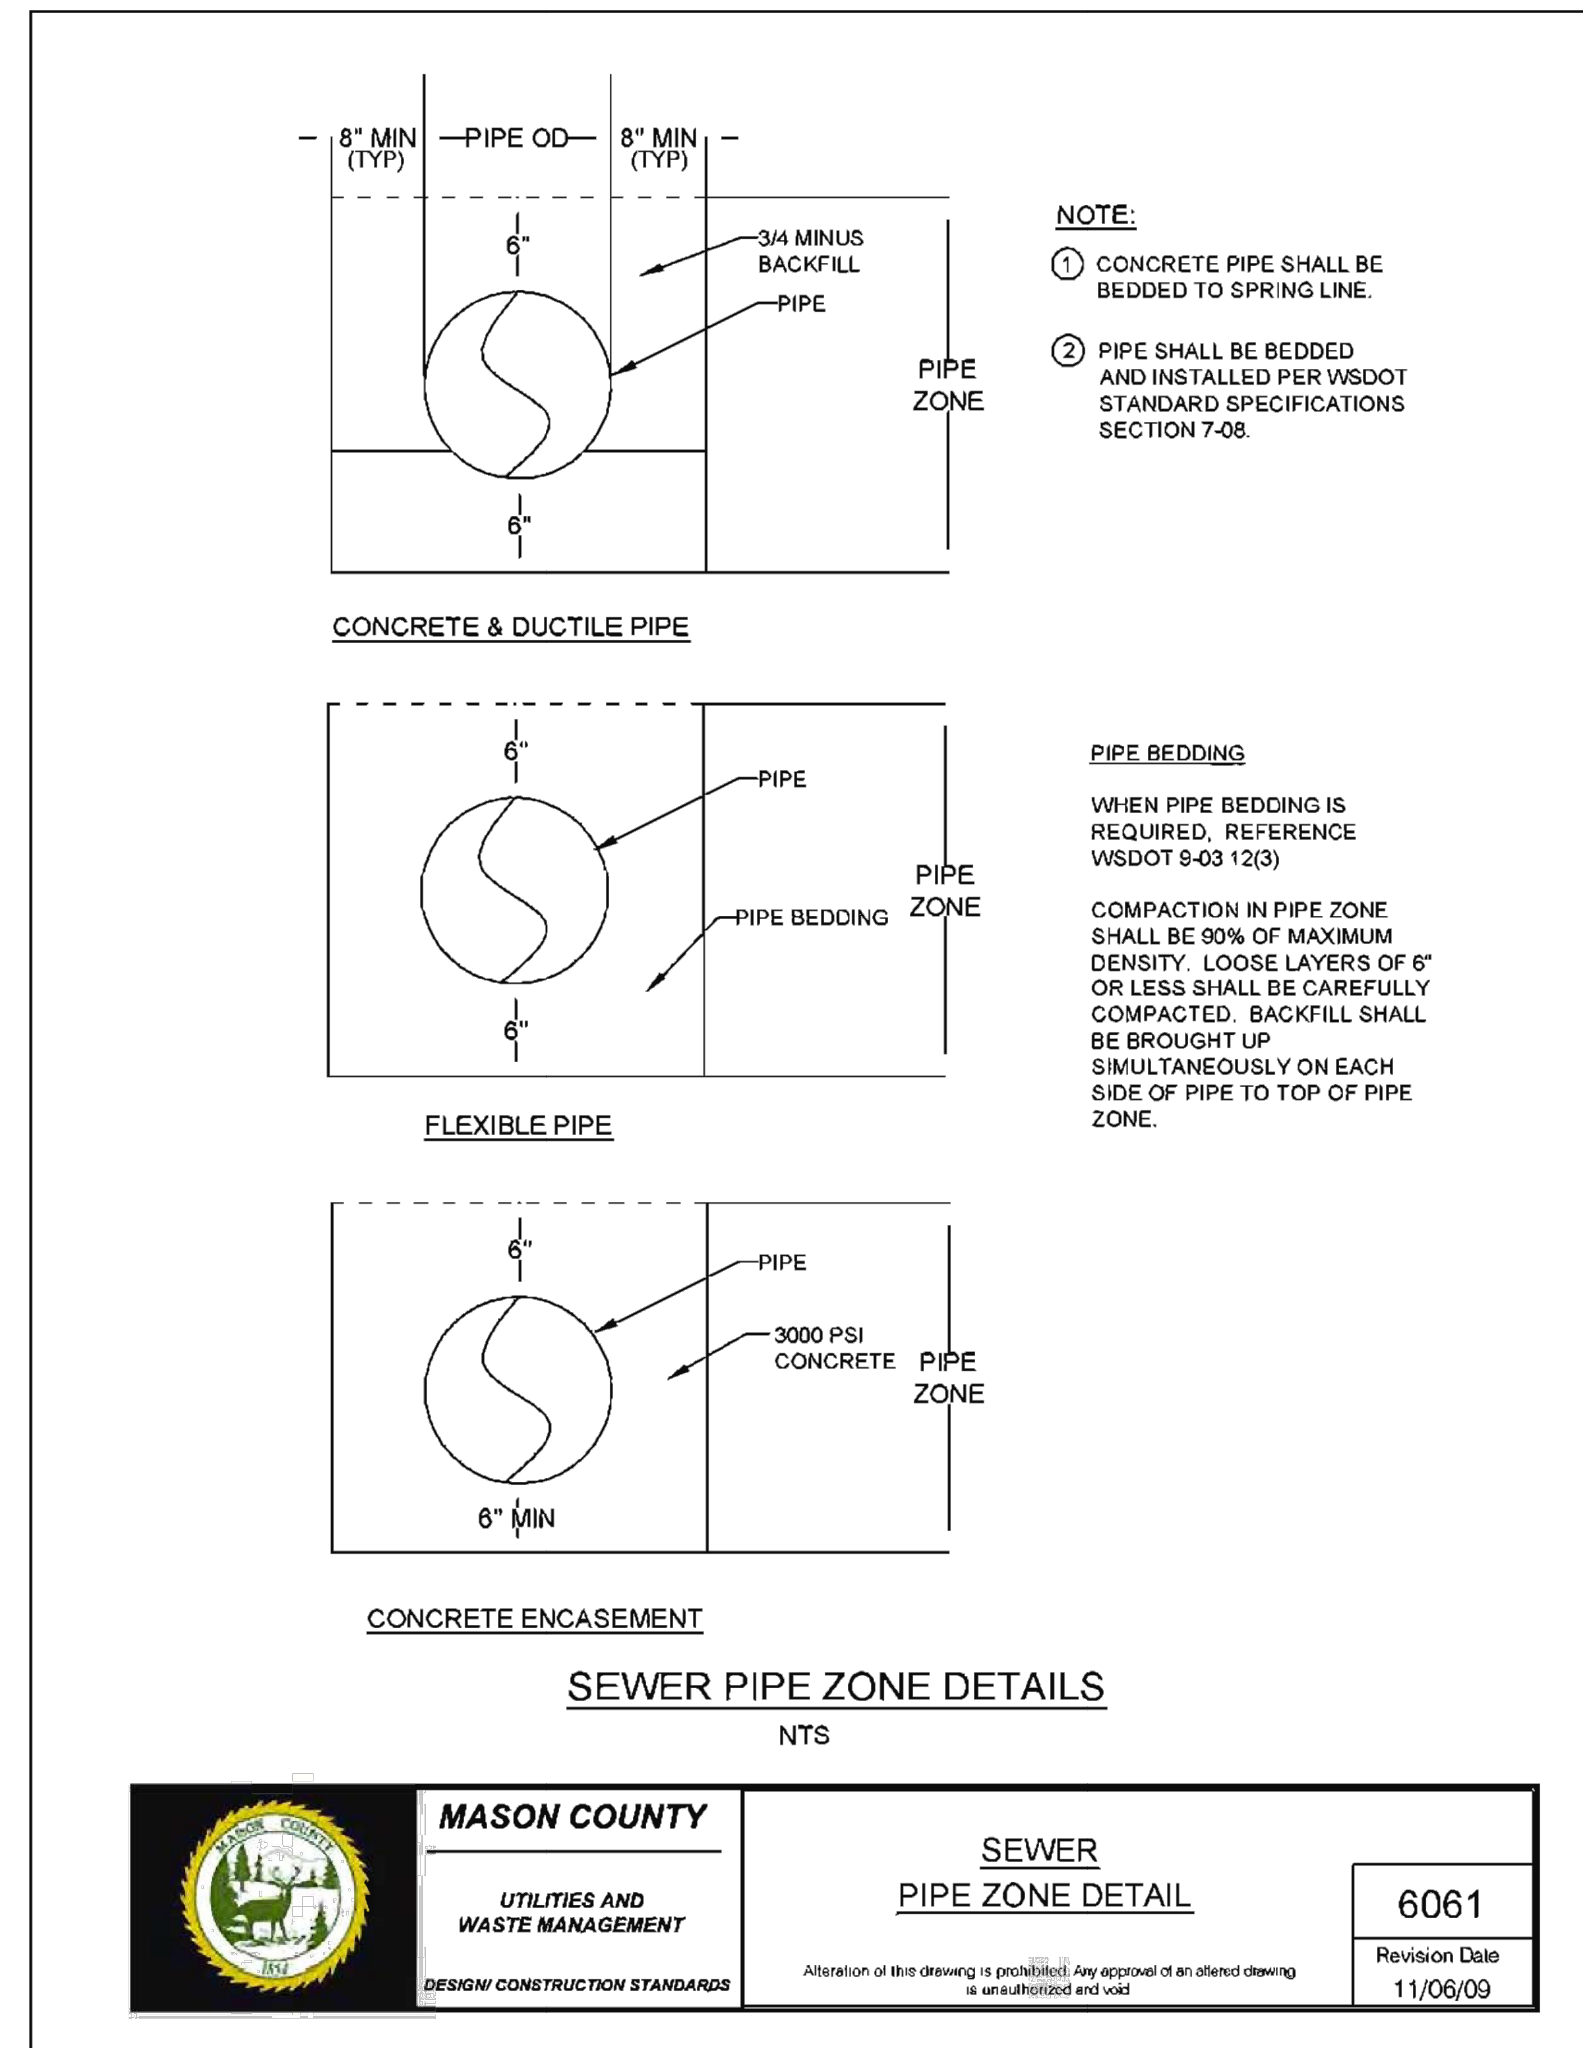 8" MIN
(TYP)
PIPE OD
8" MIN
(TYP)
6"
3/4 MINUS
BACKFILL
PIPE
PIPE
ZONE
6"
CONCRETE & DUCTILE PIPE
NOTE:
1 CONCRETE PIPE SHALL BE
BEDDED TO SPRING LINE.
2 PIPE SHALL BE BEDDED
AND INSTALLED PER WSDOT
STANDARD SPECIFICATIONS
SECTION 7-08.
6"
PIPE
PIPE BEDDING
PIPE
ZONE
6"
FLEXIBLE PIPE
PIPE BEDDING
WHEN PIPE BEDDING IS
REQUIRED, REFERENCE
WSDOT 9-03 12(3)
COMPACTION IN PIPE ZONE
SHALL BE 90% OF MAXIMUM
DENSITY. LOOSE LAYERS OF 6"
OR LESS SHALL BE CAREFULLY
COMPACTED. BACKFILL SHALL
BE BROUGHT UP
SIMULTANEOUSLY ON EACH
SIDE OF PIPE TO TOP OF PIPE
ZONE.
6"
PIPE
3000 PSI
CONCRETE
PIPE
ZONE
6" MIN
CONCRETE ENCASEMENT
SEWER PIPE ZONE DETAILS
NTS
MASON COUNTY
1854
MASON COUNTY
UTILITIES AND
WASTE MANAGEMENT
DESIGN/ CONSTRUCTION STANDARDS
SEWER
PIPE ZONE DETAIL
Alteration of this drawing is prohibited. Any approval of an altered drawing
is unauthorized and void
6061
Revision Date
11/06/09